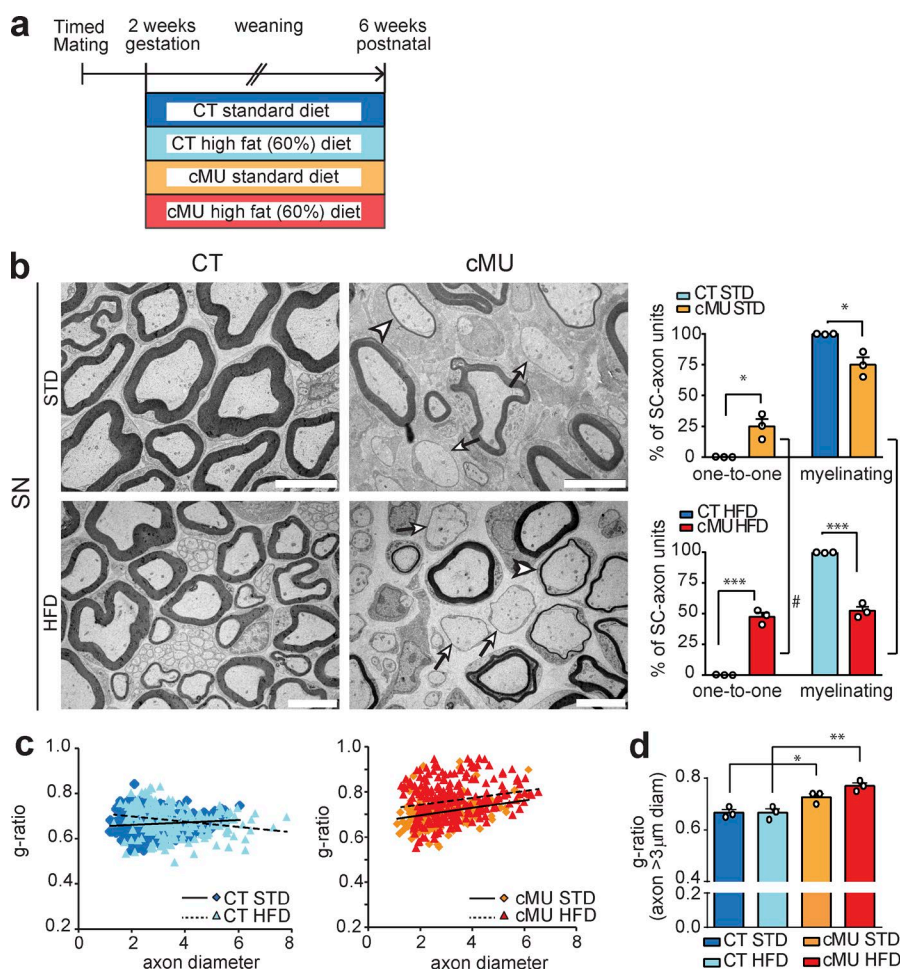 a
Timed
Mating
2 weeks
gestation
weaning
6 weeks
postnatal
CT standard diet
CT high fat (60%) diet
cMU standard diet
cMU high fat (60%) diet
b
CT
cMU
SN
STD
HFD
CT STD
cMU STD
% of SC-axon units
100
75
50
25
0
*
*
one-to-one
myelinating
CT HFD
cMU HFD
% of SC-axon units
100
50
25
0
***
***
#
one-to-one
myelinating
c
g-ratio
1.0
0.8
0.6
0.4
0.2
0
2
4
6
8
axon diameter
CT STD
CT HFD
g-ratio
1.0
0.8
0.6
0.4
0.2
0
2
4
6
8
axon diameter
cMU STD
cMU HFD
d
g-ratio
(axon >3μm diam)
0.8
0.6
0.2
0.0
*
**
CT STD
CT HFD
cMU STD
cMU HFD